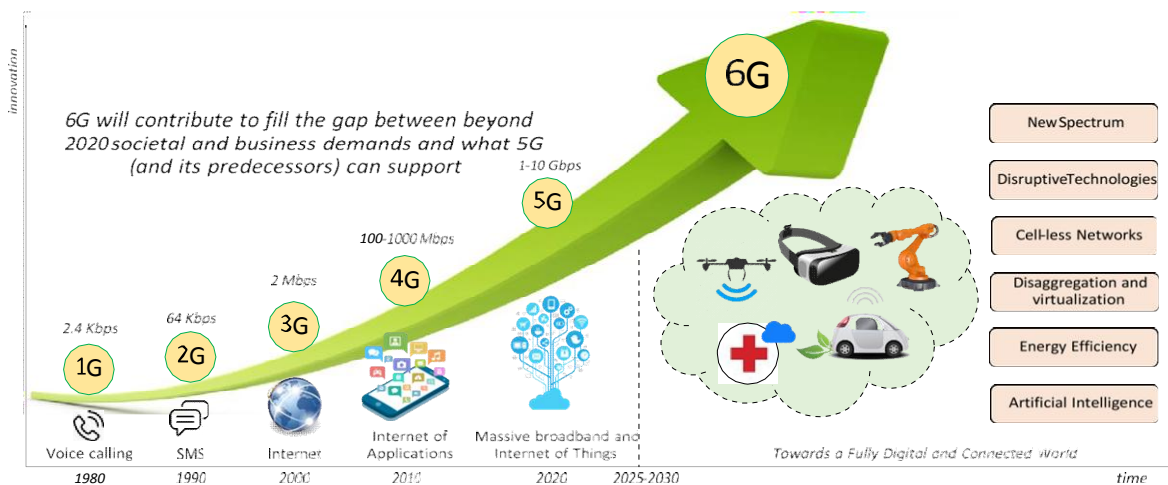 innovation
6G will contribute to fill the gap between beyond
2020 societal and business demands and what 5G
(and its predecessors) can support
6G
1-10 Gbps
5G
100-1000 Mbps
4G
2 Mbps
3G
64 Kbps
2G
2.4 Kbps
1G
New Spectrum
DisruptiveTechnologies
Cell-less Networks
Disaggregation and
virtualization
Energy Efficiency
Artificial Intelligence
Voice calling
SMS
Internet
Internet of
Applications
Massive broadband and
Internet of Things
Towards a Fully Digital and Connected World
1980
1990
2000
2010
2020
2025-2030
time